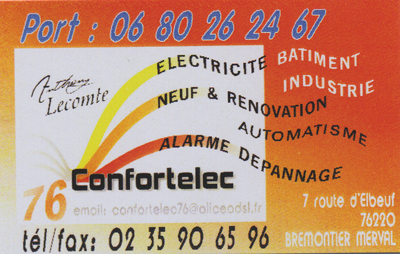 Port : 06 80 26 24 67
ELECTRICITE BATIMENT
INDUSTRIE
Anthony
Lecomte
NEUF & RENOVATION
AUTOMATISME
ALARME DEPANNAGE
76 Confortelec
email: confortelec76@aliceadsl.fr
7 route d'Elbeuf
76220
BREMONTIER MERVAL
tél/fax: 02 35 90 65 96